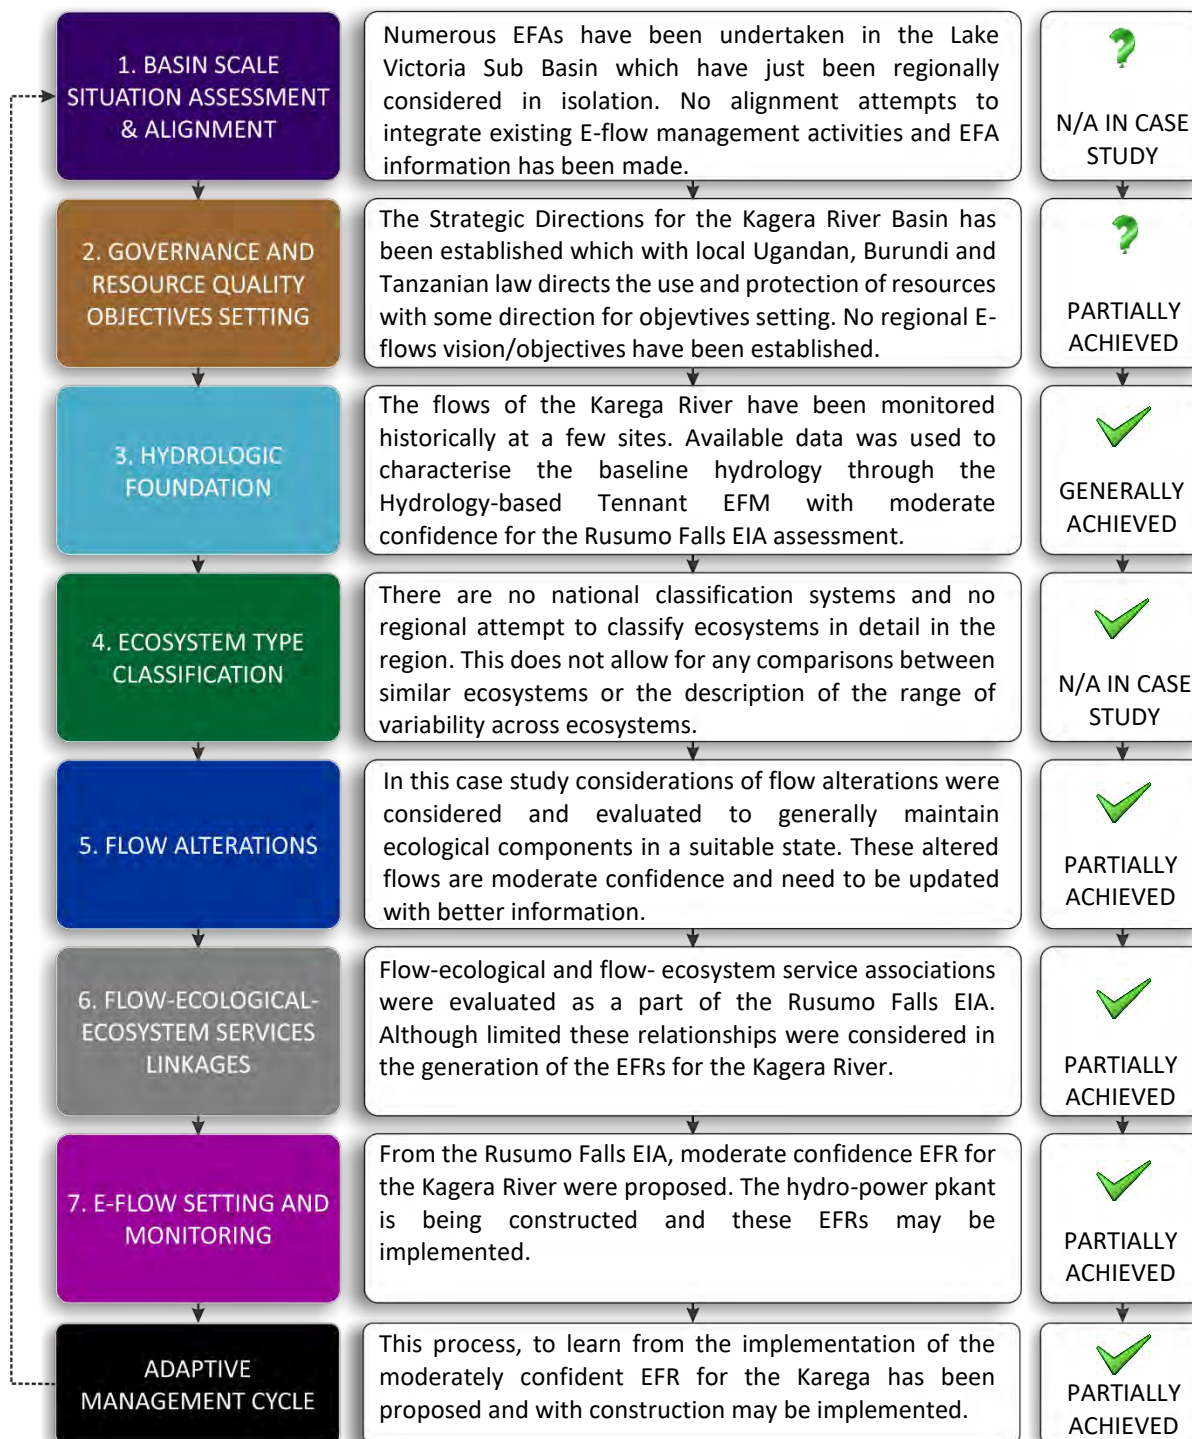 1. BASIN SCALE
SITUATION ASSESSMENT
& ALIGNMENT
Numerous EFAs have been undertaken in the Lake
Victoria Sub Basin which have just been regionally
considered in isolation. No alignment attempts to
integrate existing E-flow management activities and EFA
information has been made.
?
N/A IN CASE
STUDY
2. GOVERNANCE AND
RESOURCE QUALITY
OBJECTIVES SETTING
The Strategic Directions for the Kagera River Basin has
been established which with local Ugandan, Burundi and
Tanzanian law directs the use and protection of resources
with some direction for objevtives setting. No regional E-
flows vision/objectives have been established.
?
PARTIALLY
ACHIEVED
3. HYDROLOGIC
FOUNDATION
The flows of the Karega River have been monitored
historically at a few sites. Available data was used to
characterise the baseline hydrology through the
Hydrology-based Tennant EFM with moderate
confidence for the Rusumo Falls EIA assessment.
GENERALLY
ACHIEVED
4. ECOSYSTEM TYPE
CLASSIFICATION
There are no national classification systems and no
regional attempt to classify ecosystems in detail in the
region. This does not allow for any comparisons between
similar ecosystems or the description of the range of
variability across ecosystems.
N/A IN CASE
STUDY
5. FLOW ALTERATIONS
In this case study considerations of flow alterations were
considered and evaluated to generally maintain
ecological components in a suitable state. These altered
flows are moderate confidence and need to be updated
with better information.
PARTIALLY
ACHIEVED
6. FLOW-ECOLOGICAL-
ECOSYSTEM SERVICES
LINKAGES
Flow-ecological and flow- ecosystem service associations
were evaluated as a part of the Rusumo Falls EIA.
Although limited these relationships were considered in
the generation of the EFRs for the Kagera River.
PARTIALLY
ACHIEVED
7. E-FLOW SETTING AND
MONITORING
From the Rusumo Falls EIA, moderate confidence EFR for
the Kagera River were proposed. The hydro-power pkant
is being constructed and these EFRs may be
implemented.
PARTIALLY
ACHIEVED
ADAPTIVE
MANAGEMENT CYCLE
This process, to learn from the implementation of the
moderately confident EFR for the Karega has been
proposed and with construction may be implemented.
PARTIALLY
ACHIEVED